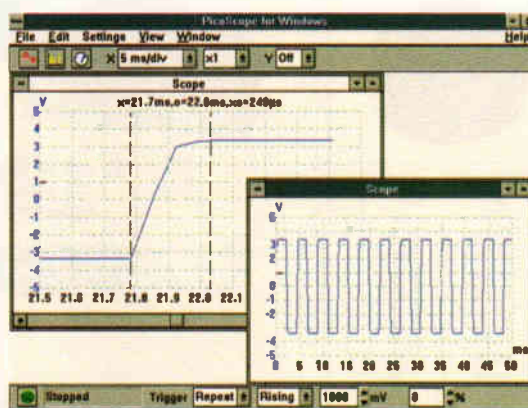 PicoScope for Windows
File Edit Settings View Window Help
X 5 ms/div x1 Y Off
Scope
V x=21.7ms,o=22.0ms,xo=240µs
5
4
3
2
1
0
-1
-2
-3
-4
-5
21.5 21.6 21.7 21.8 21.9 22.0 22.1
Scope
V
5
3
2
0
-2
-4
-5
0 5 10 15 20 25 30 35 40 45 50
ms
Stopped Trigger Repeat Rising 1000 mV 0 %